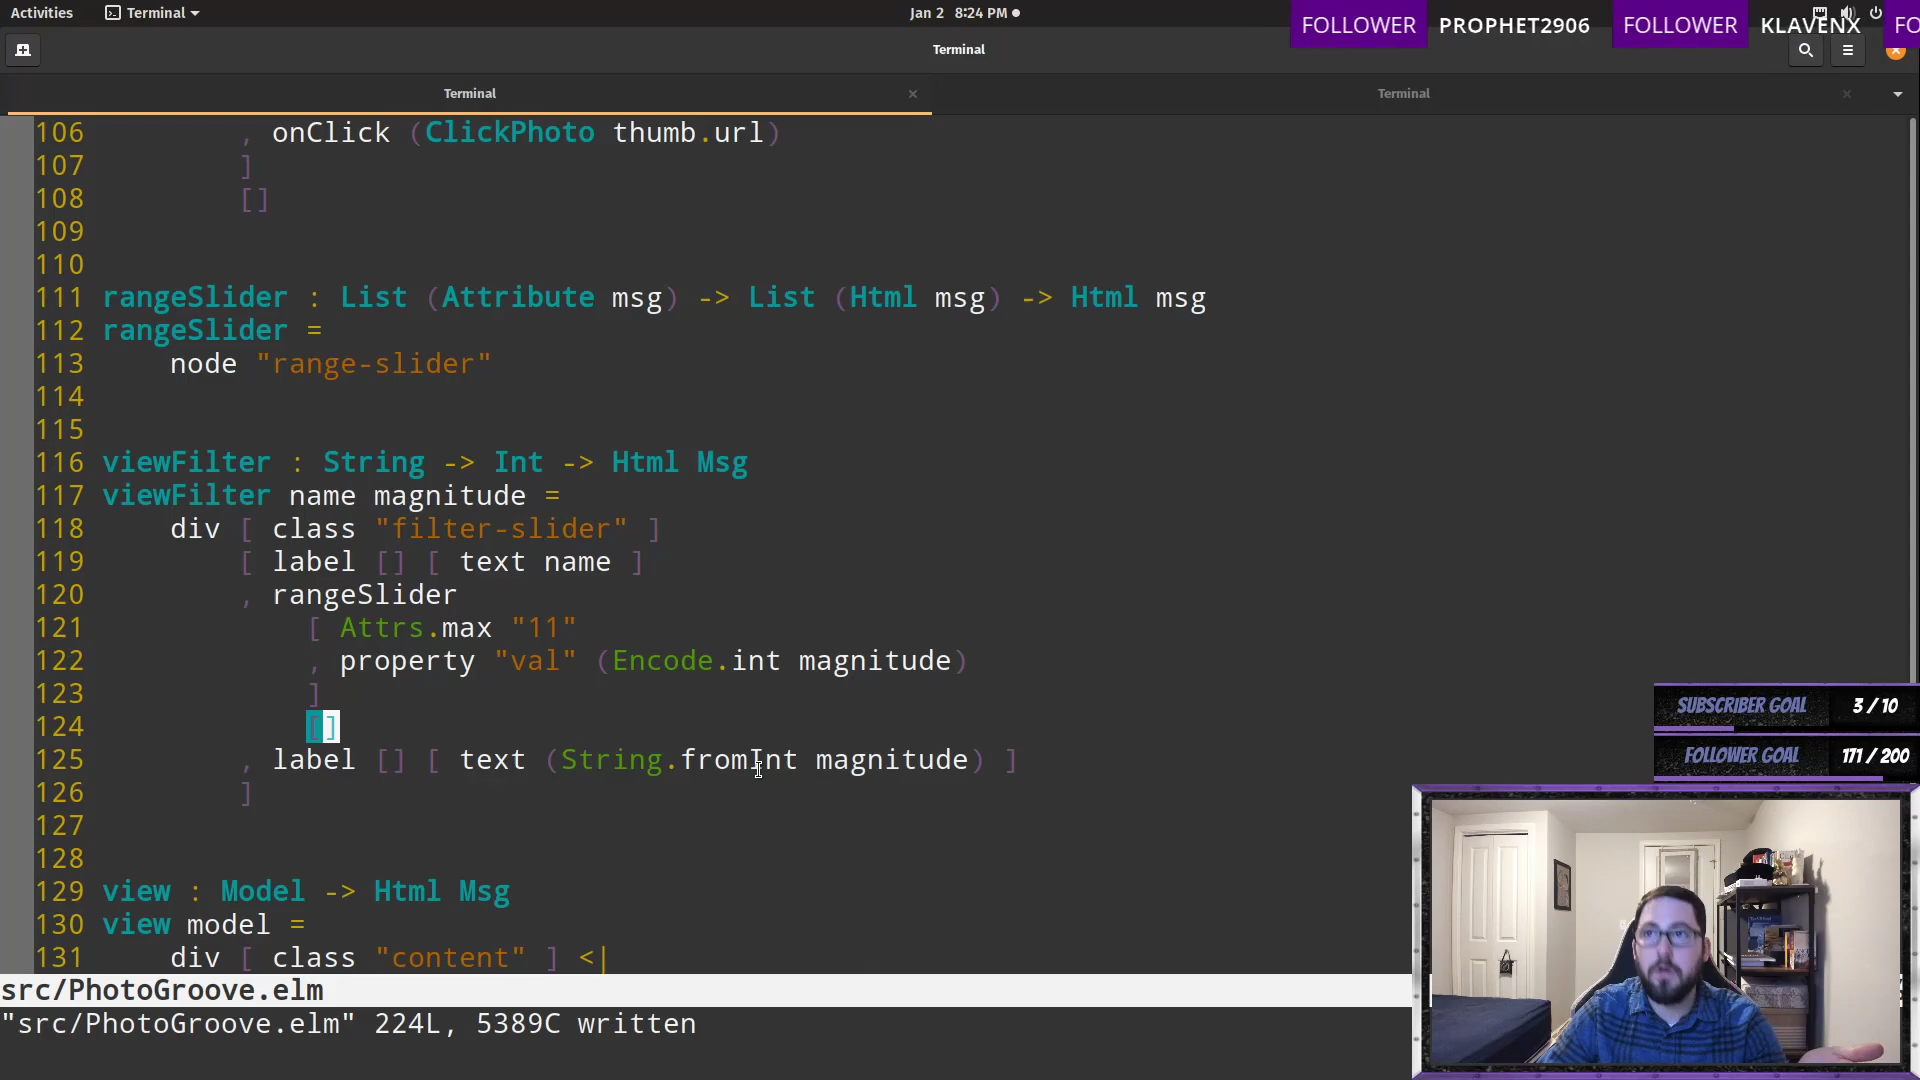 Activities Terminal Jan 2 8:24 PM
FOLLOWER PROPHET2906 FOLLOWER KLAVENX FO
Terminal
Terminal × Terminal ×
106 , onClick (ClickPhoto thumb.url)
107 ]
108 []
109
110
111 rangeSlider : List (Attribute msg) -> List (Html msg) -> Html msg
112 rangeSlider =
113 node "range-slider"
114
115
116 viewFilter : String -> Int -> Html Msg
117 viewFilter name magnitude =
118 div [ class "filter-slider" ]
119 [ label [] [ text name ]
120 , rangeSlider
121 [ Attrs.max "11"
122 , property "val" (Encode.int magnitude)
123 ]
124 []
125 , label [] [ text (String.fromInt magnitude) ]
126 ]
127
128
129 view : Model -> Html Msg
130 view model =
131 div [ class "content" ] <|
src/PhotoGroove.elm
"src/PhotoGroove.elm" 224L, 5389C written
SUBSCRIBER GOAL 3 / 10
FOLLOWER GOAL 171 / 200